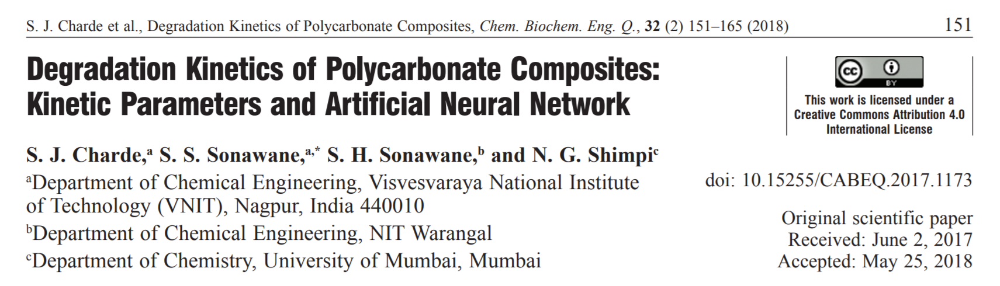 S. J. Charde et al., Degradation Kinetics of Polycarbonate Composites, Chem. Biochem. Eng. Q., 32 (2) 151–165 (2018) 151
Degradation Kinetics of Polycarbonate Composites:
Kinetic Parameters and Artificial Neural Network
cc
BY
This work is licensed under a
Creative Commons Attribution 4.0
International License
S. J. Charde,a S. S. Sonawane,a,* S. H. Sonawane,b and N. G. Shimpic
aDepartment of Chemical Engineering, Visvesvaraya National Institute
of Technology (VNIT), Nagpur, India 440010
bDepartment of Chemical Engineering, NIT Warangal
cDepartment of Chemistry, University of Mumbai, Mumbai
doi: 10.15255/CABEQ.2017.1173
Original scientific paper
Received: June 2, 2017
Accepted: May 25, 2018